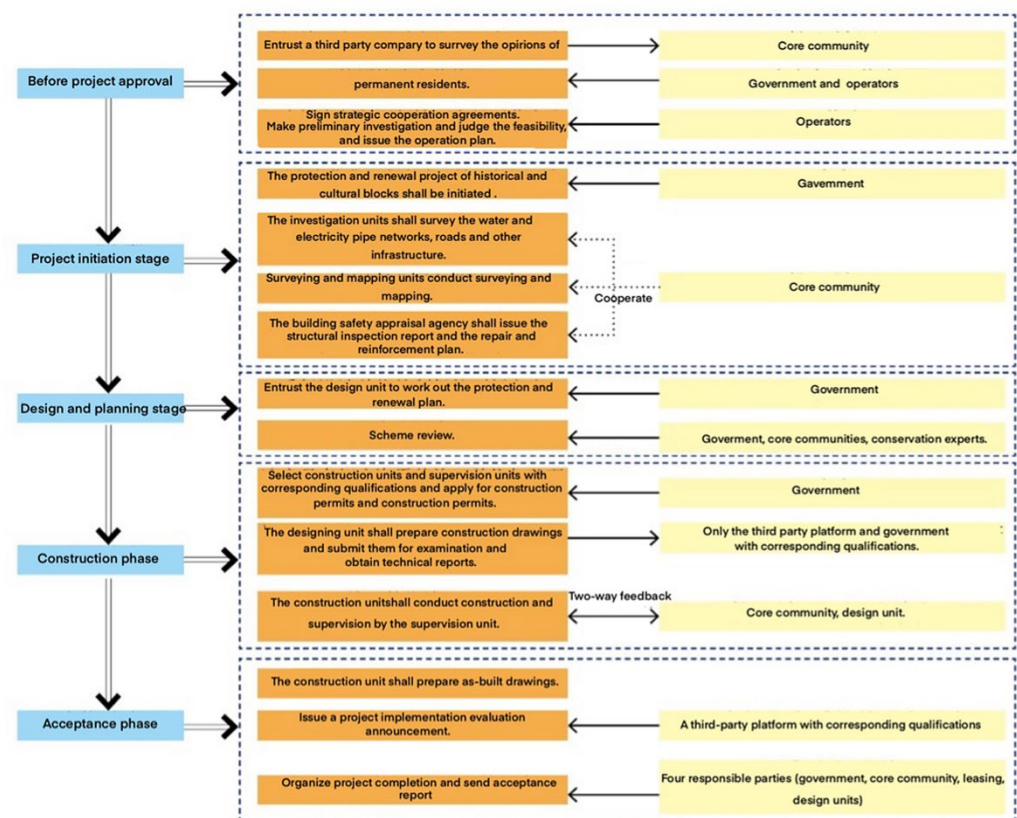 Before project approval
Entrust a third party compary to surrvey the opinions of
Core community
permanent residents.
Government and operators
Sign strategic cooperation agreements.
Make preliminary investigation and judge the feasibility,
and issue the operation plan.
Operators
Project initiation stage
The protection and renewal project of historical and
cultural blocks shall be initiated .
Gavernment
The investigation units shall survey the water and
electricity pipe networks, roads and other
infrastructure.
Surveying and mapping units conduct surveying and
mapping.
The building safety appraisal agency shall issue the
structural inspection report and the repair and
reinforcement plan.
Cooperate
Core community
Design and planning stage
Entrust the design unit to work out the protection and
renewal plan.
Government
Scheme review.
Goverment, core communities, conservation experts.
Construction phase
Select construction units and supervision units with
corresponding qualifications and apply for construction
permits and construction permits.
Government
The designing unit shall prepare construction drawings
and submit them for examination and
obtain technical reports.
Only the third party platform and government
with corresponding qualifications.
The construction unitshall conduct construction and
supervision by the supervision unit.
Two-way feedback
Core community, design unit.
Acceptance phase
The construction unit shall prepare as-built drawings.
Issue a project implementation evaluation
announcement.
A third-party platform with corresponding qualifications
Organize project completion and send acceptance
report
Four responsible parties (government, core community, leasing,
design units)